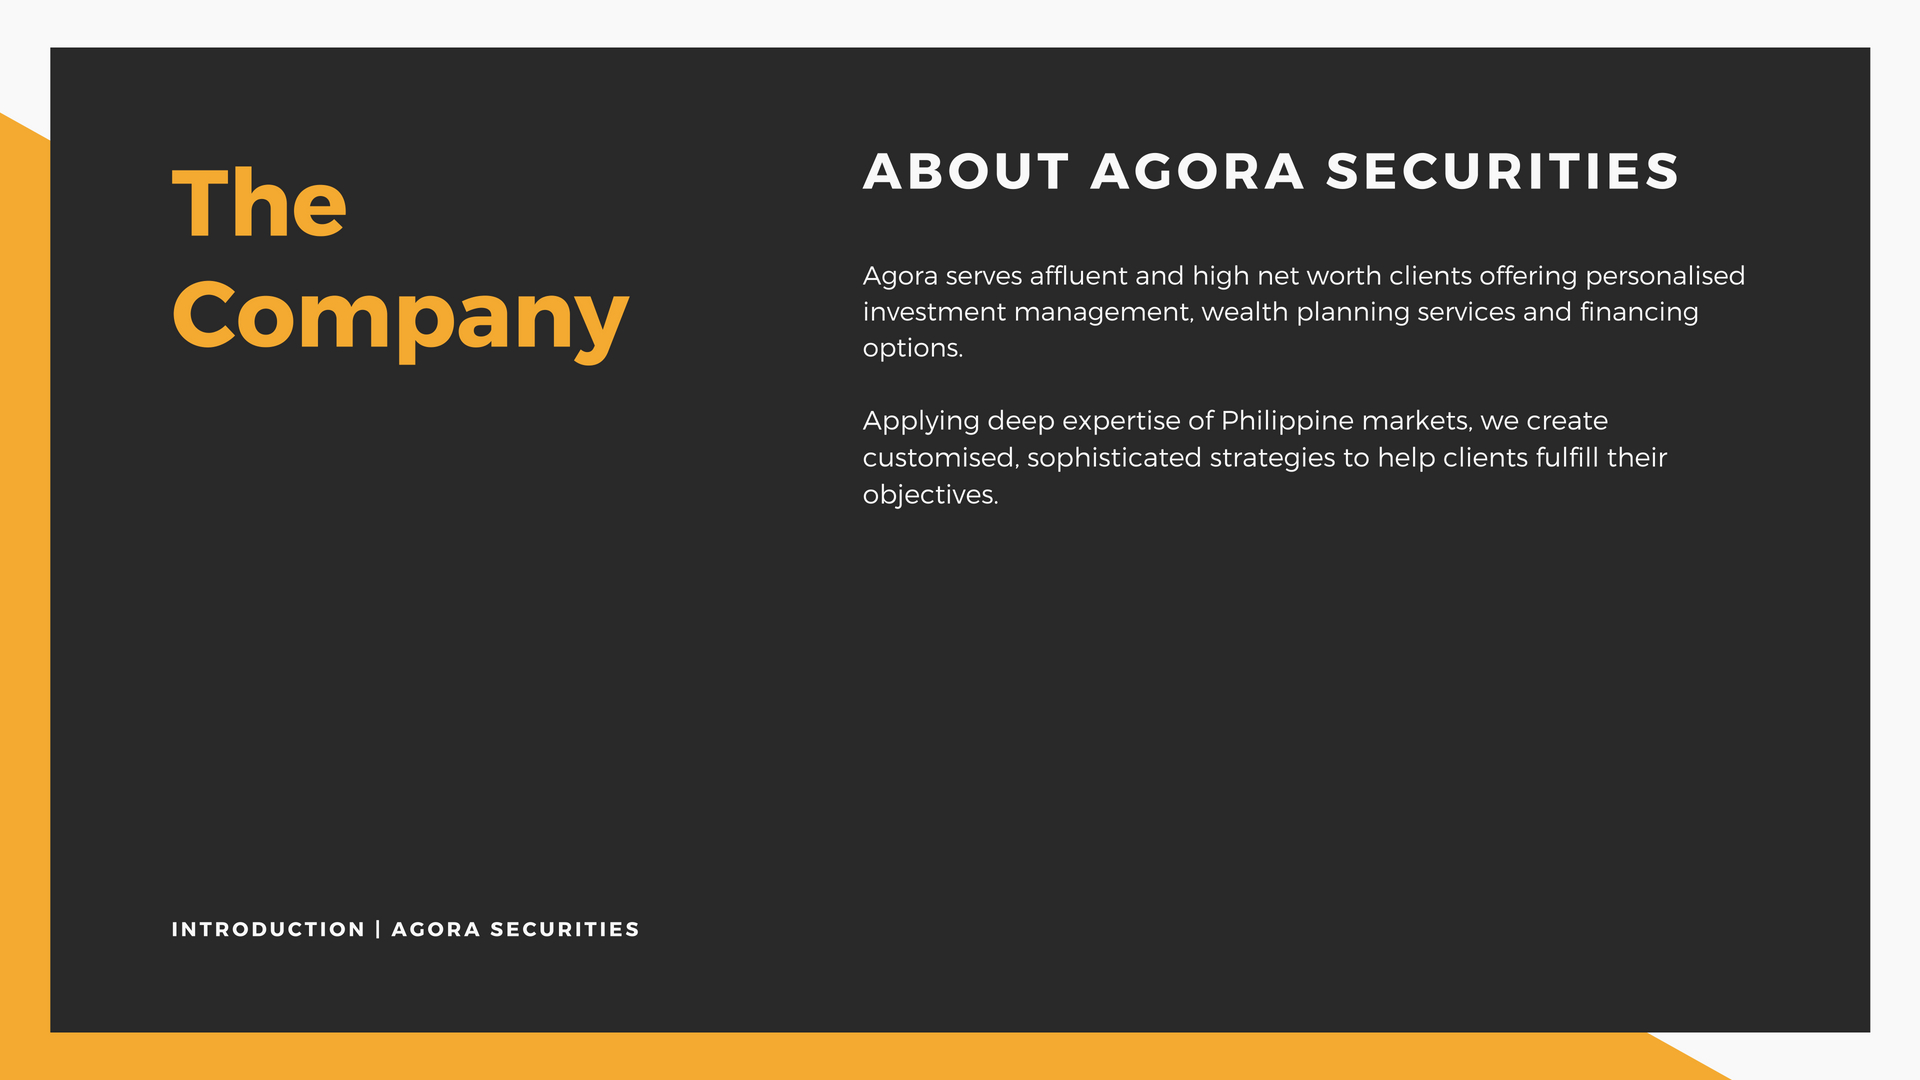 The
Company
ABOUT AGORA SECURITIES
Agora serves affluent and high net worth clients offering personalised
investment management, wealth planning services and financing
options.
Applying deep expertise of Philippine markets, we create
customised, sophisticated strategies to help clients fulfill their
objectives.
INTRODUCTION | AGORA SECURITIES